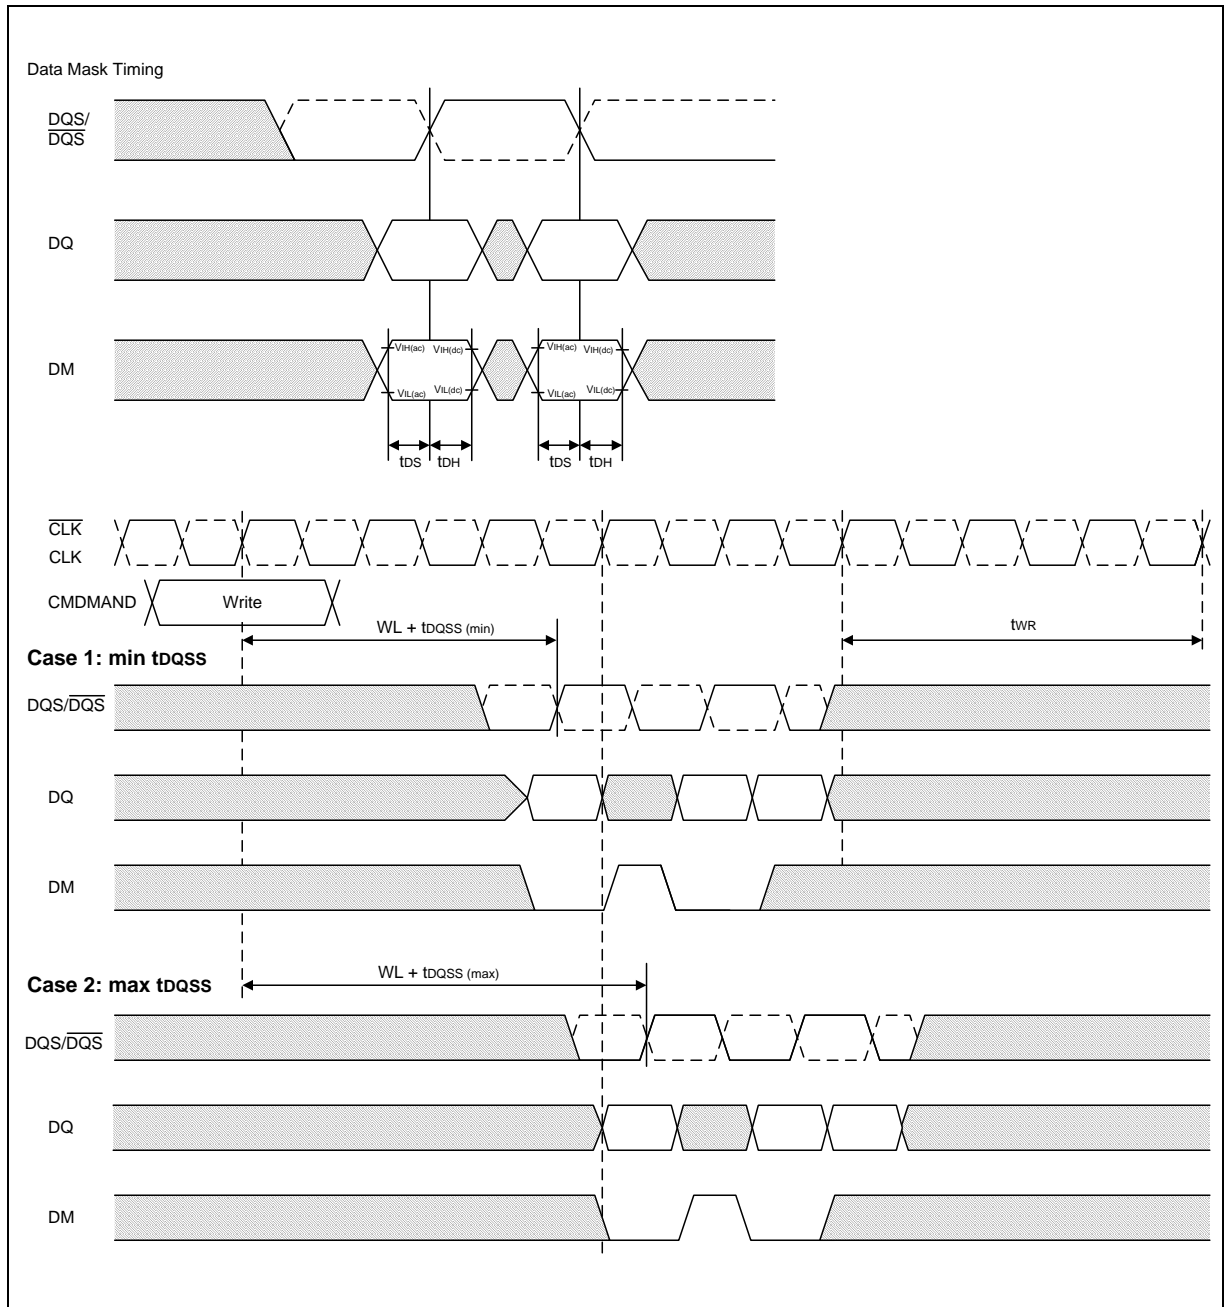 Data Mask Timing
DQS/
DQS
DQ
DM
VIH(ac) VIH(dc) VIH(ac) VIH(dc)
VIL(ac) VIL(dc) VIL(ac) VIL(dc)
tDS tDH tDS tDH
CLK
CLK
CMDMAND Write
WL + tDQSS (min) tWR
Case 1: min tDQSS
DQS/DQS
DQ
DM
WL + tDQSS (max)
Case 2: max tDQSS
DQS/DQS
DQ
DM